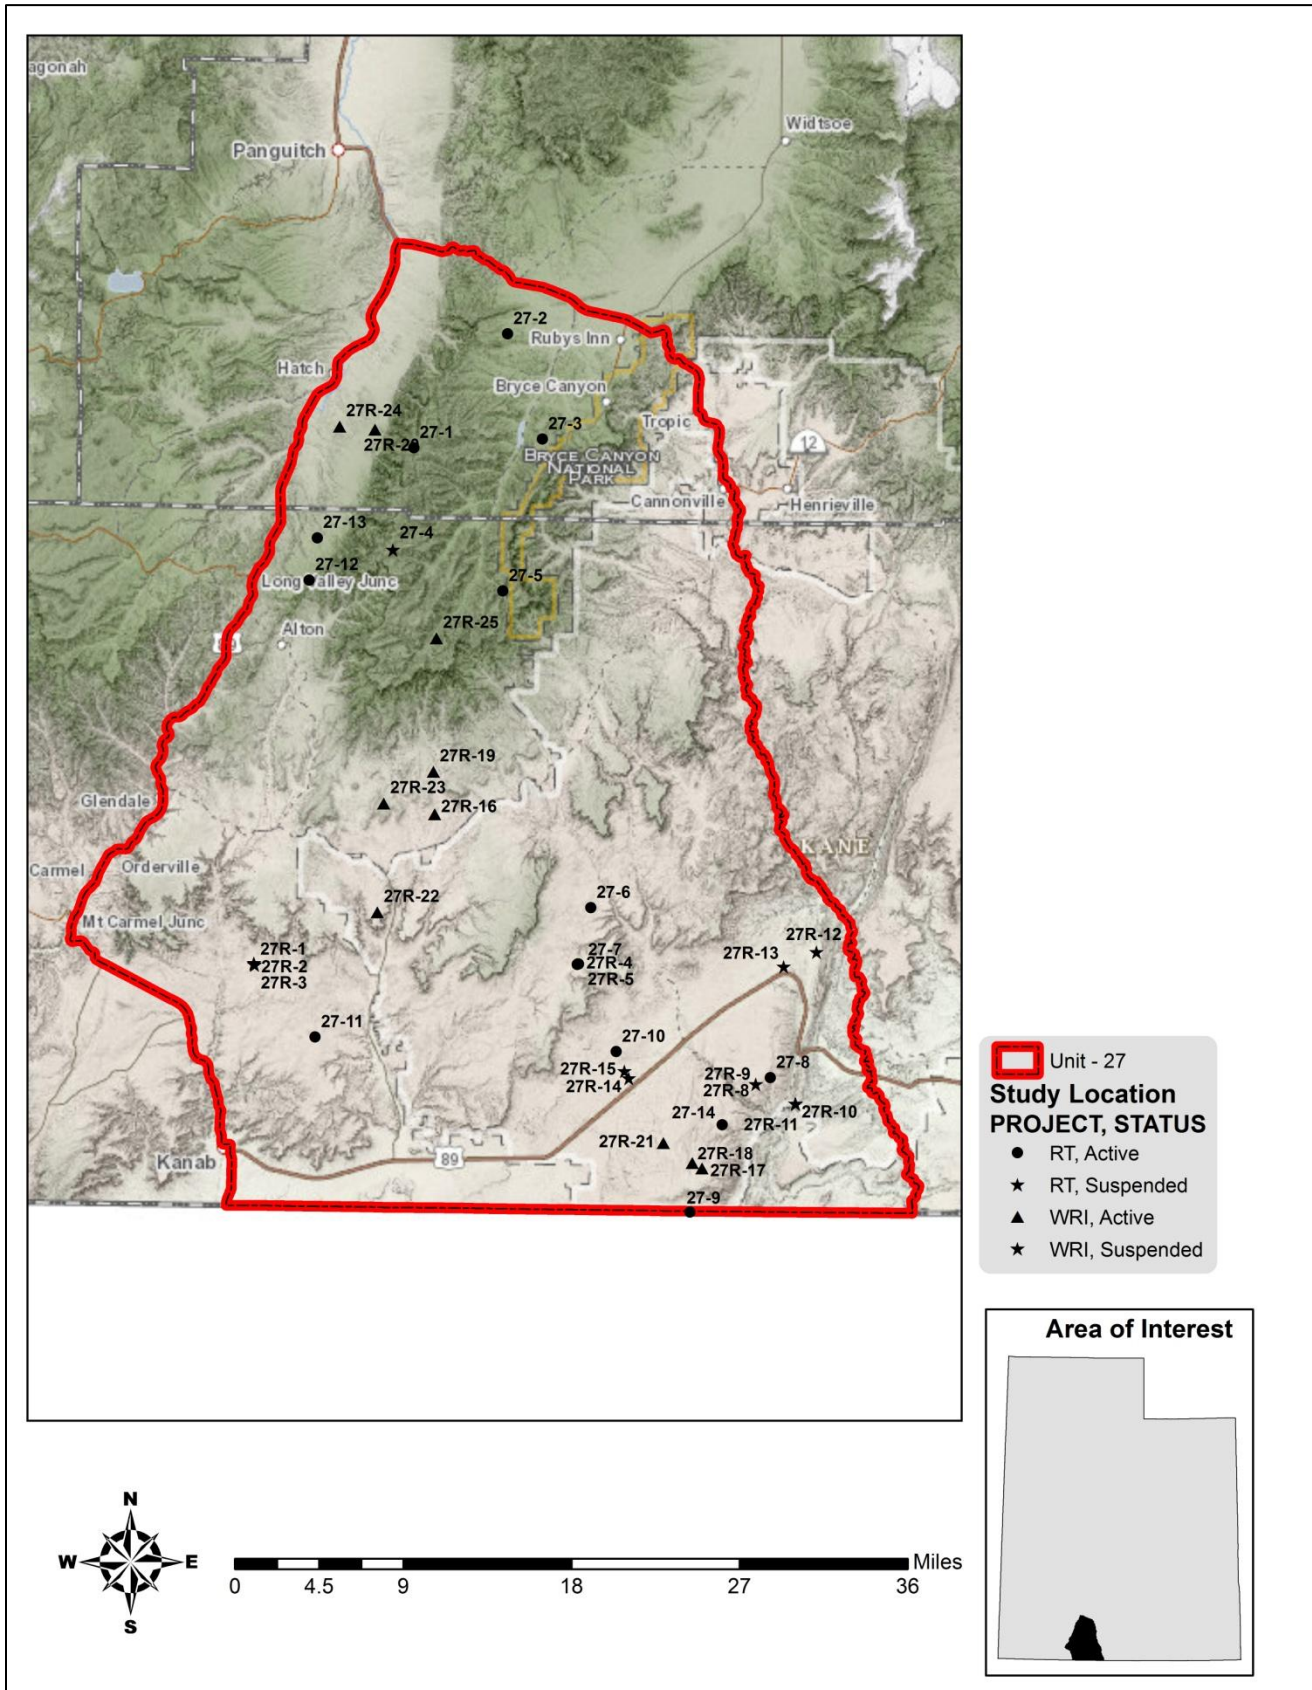 agonah
Widtsoe
Panguitch
27-2
Rubys Inn
Hatch
Bryce Canyon
27R-24
27-1
27-3
Tropic
BRYCE CANYON
NATIONAL
PARK
12
Cannonville
Henrieville
27-13
27-4
27-12
Long Valley Junc
27-5
Alton
27R-25
27R-19
27R-23
27R-16
Glendale
KANE
Carmel
Orderville
27R-22
27-6
Mt Carmel Junc
27R-1
27R-2
27R-3
27-7
27R-4
27R-5
27R-13
27R-12
27-11
27-10
27R-15
27R-14
27R-9
27R-8
27-8
27R-10
27R-11
27-14
27R-21
27R-18
27R-17
Kanab
89
27-9
Unit - 27
Study Location
PROJECT, STATUS
RT, Active
RT, Suspended
WRI, Active
WRI, Suspended
Area of Interest
N
W E
S
Miles
0 4.5 9 18 27 36